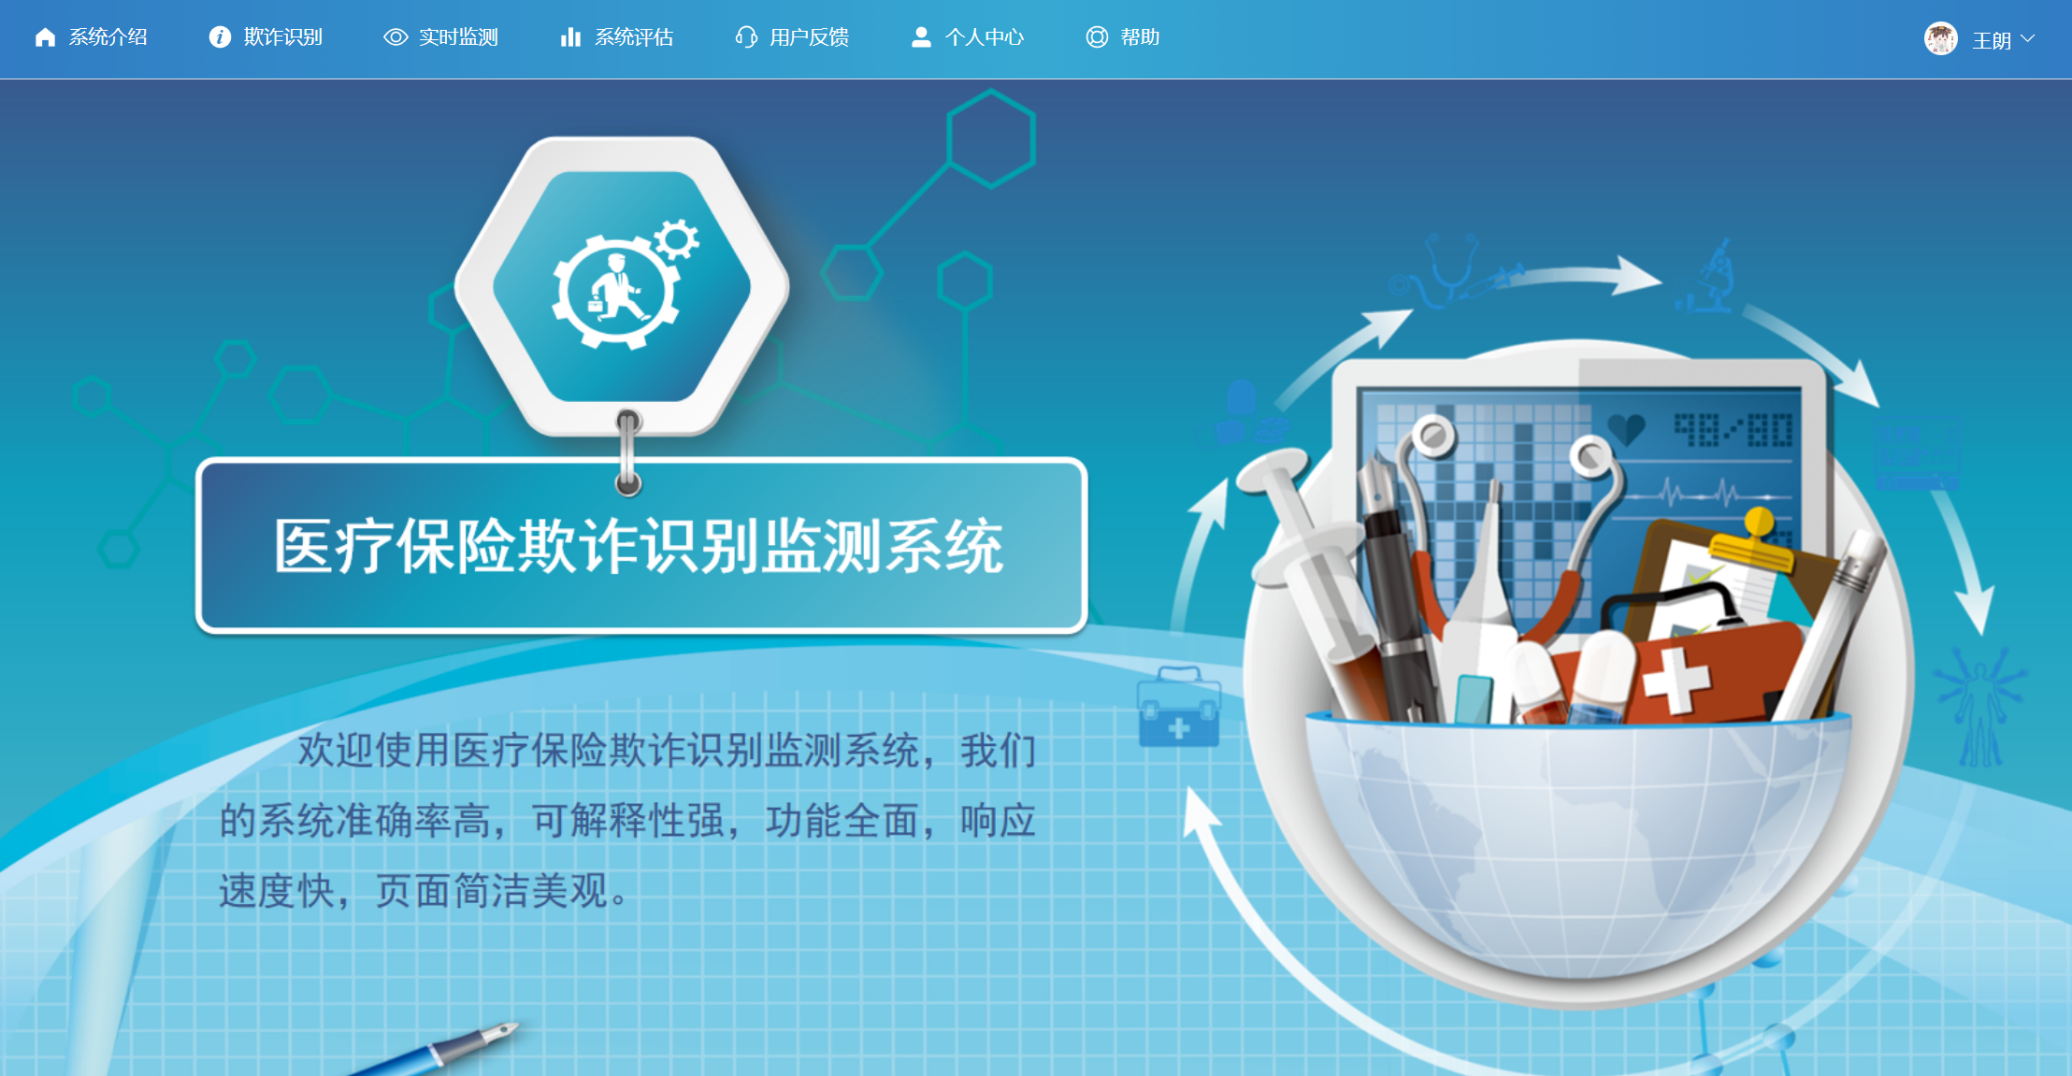 系统介绍 欺诈识别 实时监测 系统评估 用户反馈 个人中心 帮助 王朗
90/80
医疗保险欺诈识别监测系统
欢迎使用医疗保险欺诈识别监测系统，我们
的系统准确率高，可解释性强，功能全面，响应
速度快，页面简洁美观。